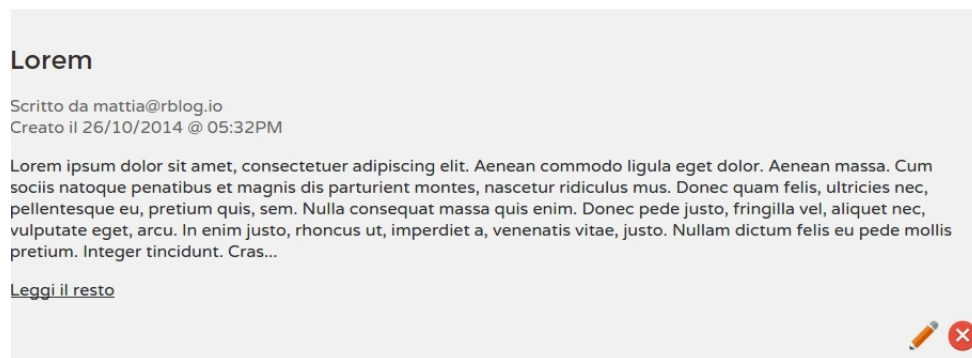 Lorem
Scritto da mattia@rblog.io
Creato il 26/10/2014 @ 05:32PM
Lorem ipsum dolor sit amet, consectetuer adipiscing elit. Aenean commodo ligula eget dolor. Aenean massa. Cum
sociis natoque penatibus et magnis dis parturient montes, nascetur ridiculus mus. Donec quam felis, ultricies nec,
pellentesque eu, pretium quis, sem. Nulla consequat massa quis enim. Donec pede justo, fringilla vel, aliquet nec,
vulputate eget, arcu. In enim justo, rhoncus ut, imperdiet a, venenatis vitae, justo. Nullam dictum felis eu pede mollis
pretium. Integer tincidunt. Cras...
Leggi il resto